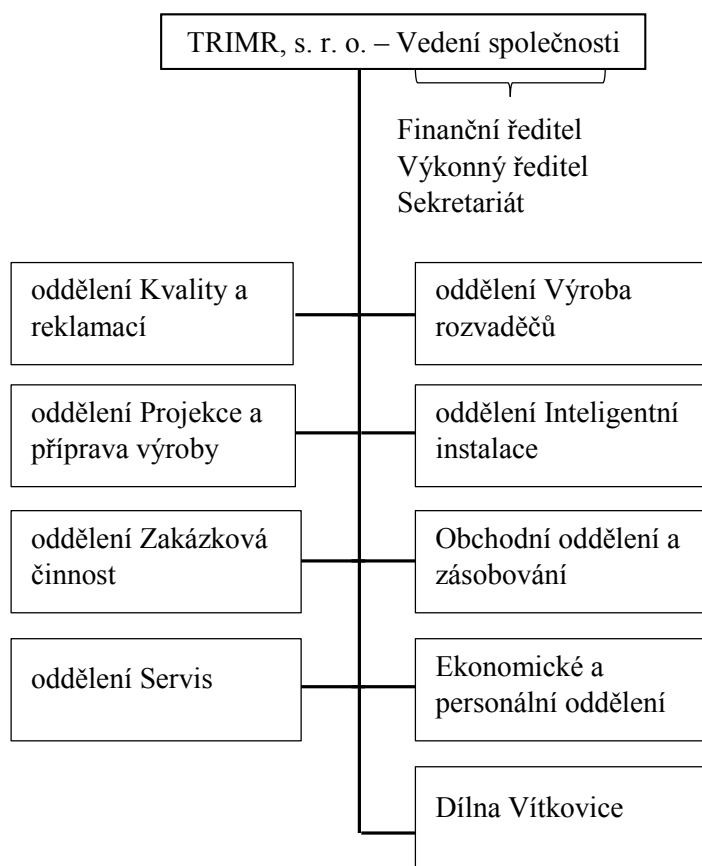 TRIMR, s. r. o. – Vedení společnosti
Finanční ředitel
Výkonný ředitel
Sekretariát
oddělení Kvality a
reklamací
oddělení Výroba
rozvaděčů
oddělení Projekce a
příprava výroby
oddělení Inteligentní
instalace
oddělení Zakázková
činnost
Obchodní oddělení a
zásobování
oddělení Servis
Ekonomické a
personální oddělení
Dílna Vítkovice